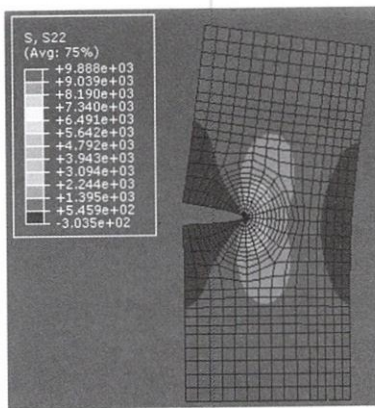 S, S22
(Avg: 75%)
+9.888e+03
+9.039e+03
+8.190e+03
+7.340e+03
+6.491e+03
+5.642e+03
+4.792e+03
+3.943e+03
+3.094e+03
+2.244e+03
+1.395e+03
+5.459e+02
-3.035e+02